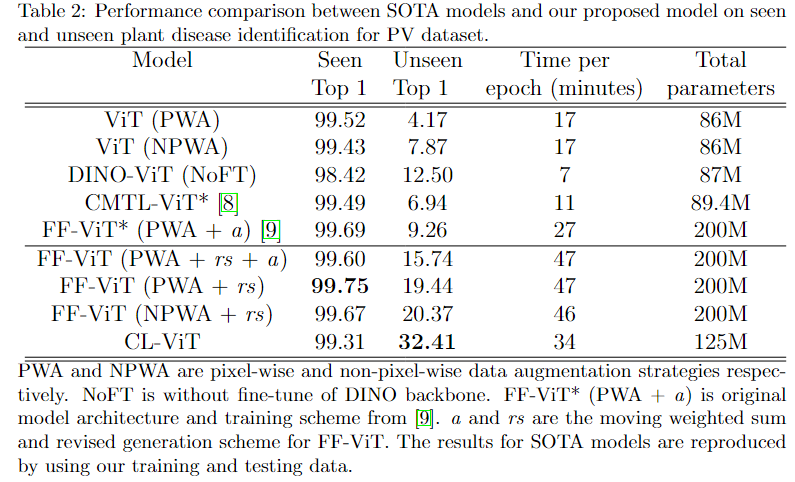 Table 2: Performance comparison between SOTA models and our proposed model on seen
and unseen plant disease identification for PV dataset.
Model Seen Unseen Time per Total
Top 1 Top 1 epoch (minutes) parameters
ViT (PWA) 99.52 4.17 17 86M
ViT (NPWA) 99.43 7.87 17 86M
DINO-ViT (NoFT) 98.42 12.50 7 87M
CMTL-ViT* [8] 99.49 6.94 11 89.4M
FF-ViT* (PWA + a) [9] 99.69 9.26 27 200M
FF-ViT (PWA + rs + a) 99.60 15.74 47 200M
FF-ViT (PWA + rs) 99.75 19.44 47 200M
FF-ViT (NPWA + rs) 99.67 20.37 46 200M
CL-ViT 99.31 32.41 34 125M
PWA and NPWA are pixel-wise and non-pixel-wise data augmentation strategies respec-
tively. NoFT is without fine-tune of DINO backbone. FF-ViT* (PWA + a) is original
model architecture and training scheme from [9]. a and rs are the moving weighted sum
and revised generation scheme for FF-ViT. The results for SOTA models are reproduced
by using our training and testing data.